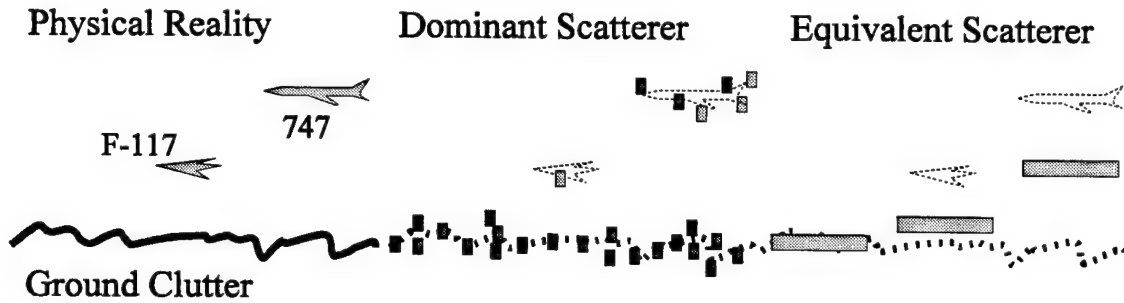 Physical Reality
Dominant Scatterer
Equivalent Scatterer
747
F-117
Ground Clutter